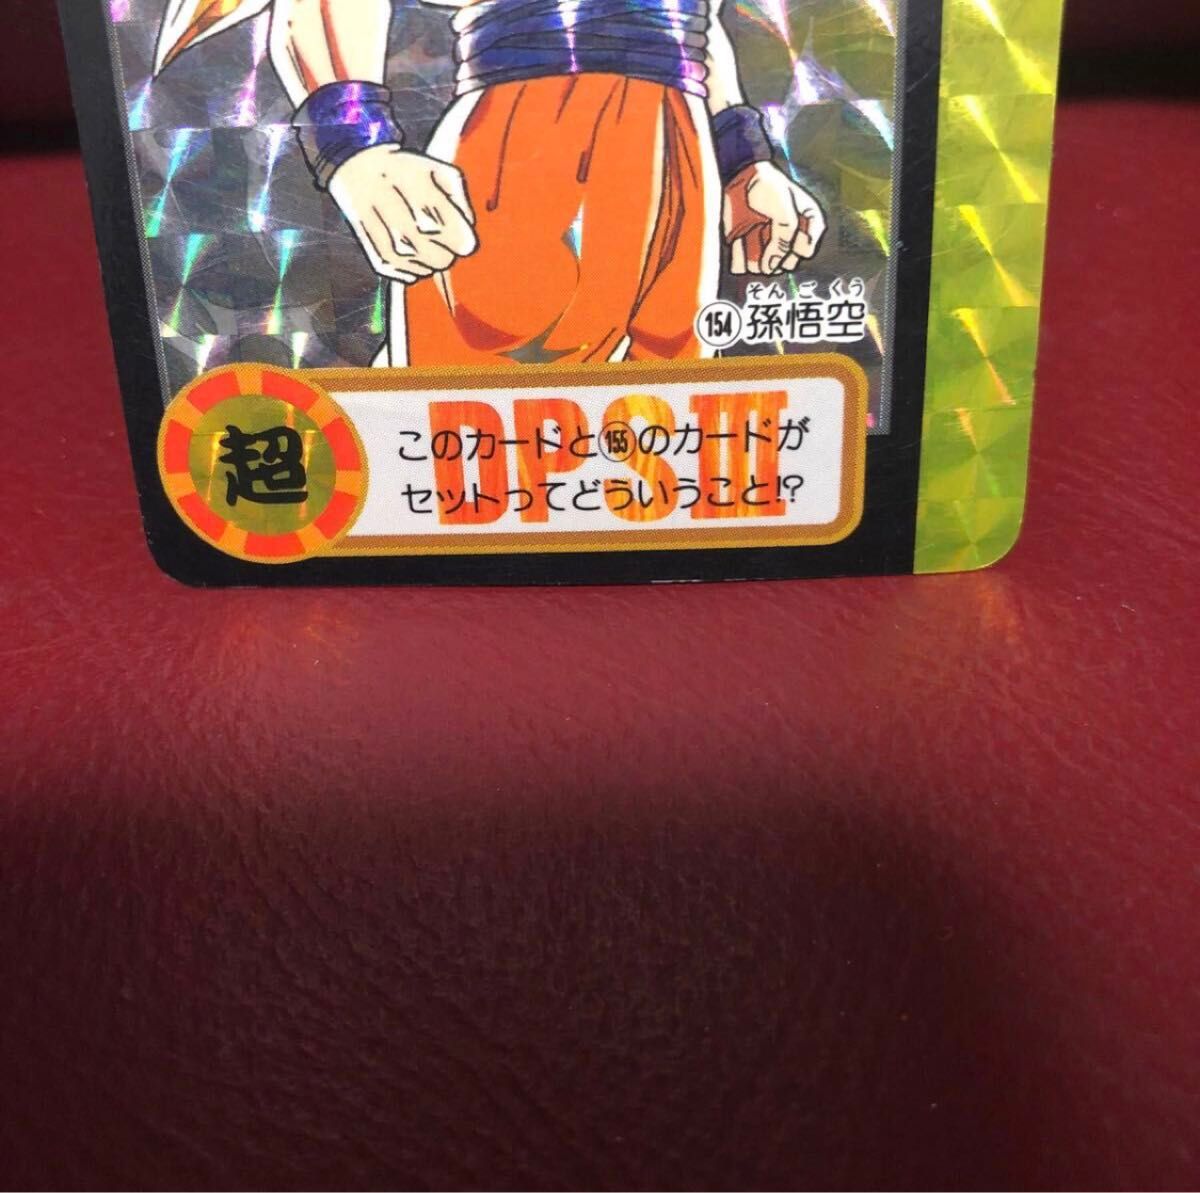 そんごくう
154 孫悟空
超
DPSIII
このカードと155のカードが
セットってどういうこと!?